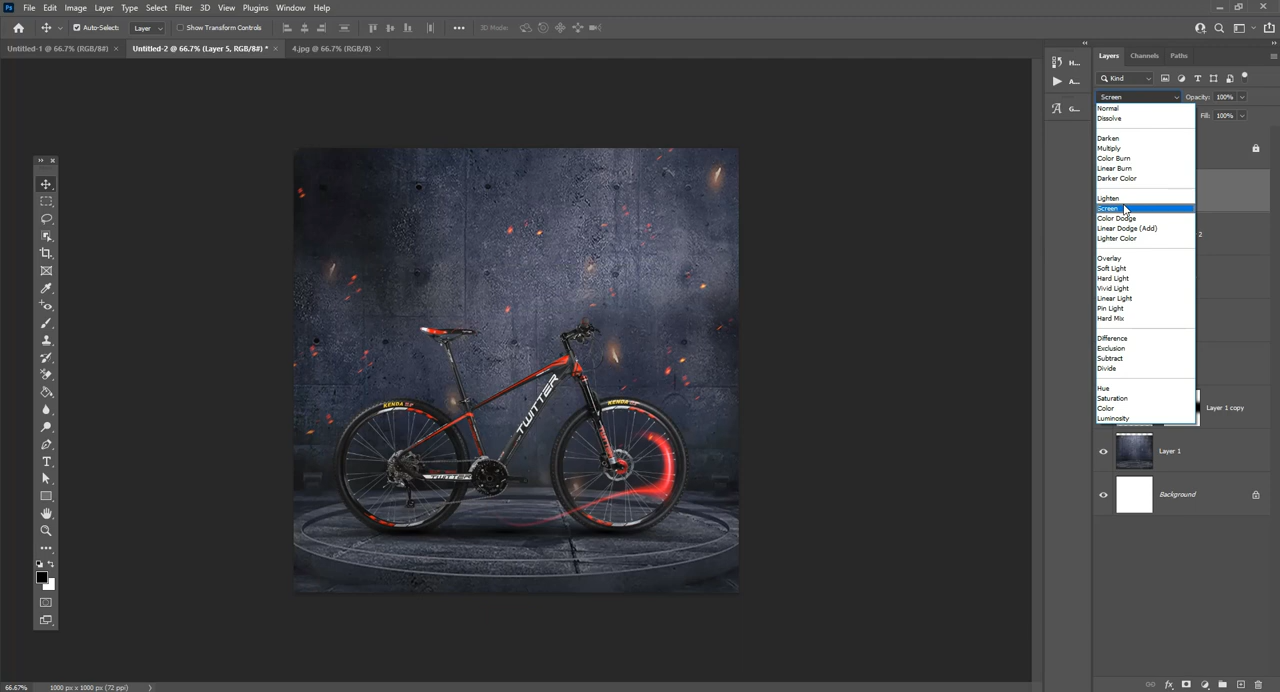 Ps File Edit Image Layer Type Select Filter 3D View Plugins Window Help
Auto-Select: Layer Show Transform Controls 3D Mode:
Untitled-1 @ 66.7% (RGB/8#) × Untitled-2 @ 66.7% (Layer 5, RGB/8#) * × 4.jpg @ 66.7% (RGB/8) ×
H...
A...
G...
Layers Channels Paths
Kind
Screen Opacity: 100%
Fill: 100%
Normal
Dissolve
Darken
Multiply
Color Burn
Linear Burn
Darker Color
Lighten
Screen
Color Dodge
Linear Dodge (Add)
Lighter Color
Overlay
Soft Light
Hard Light
Vivid Light
Linear Light
Pin Light
Hard Mix
Difference
Exclusion
Subtract
Divide
Hue
Saturation
Color
Luminosity
2
Layer 1 copy
Layer 1
Background
TWITTER
KENDA
KENDA
TWITTER
66.67% 1000 px x 1000 px (72 ppi)